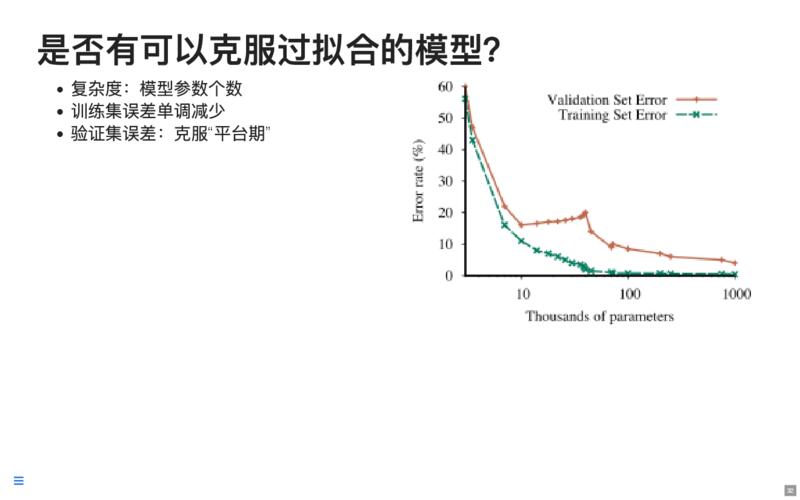 是否有可以克服过拟合的模型？
复杂度：模型参数个数
训练集误差单调减少
验证集误差：克服“平台期”
Validation Set Error
Training Set Error
Error rate (%)
60
50
40
30
20
10
0
10
100
1000
Thousands of parameters
32